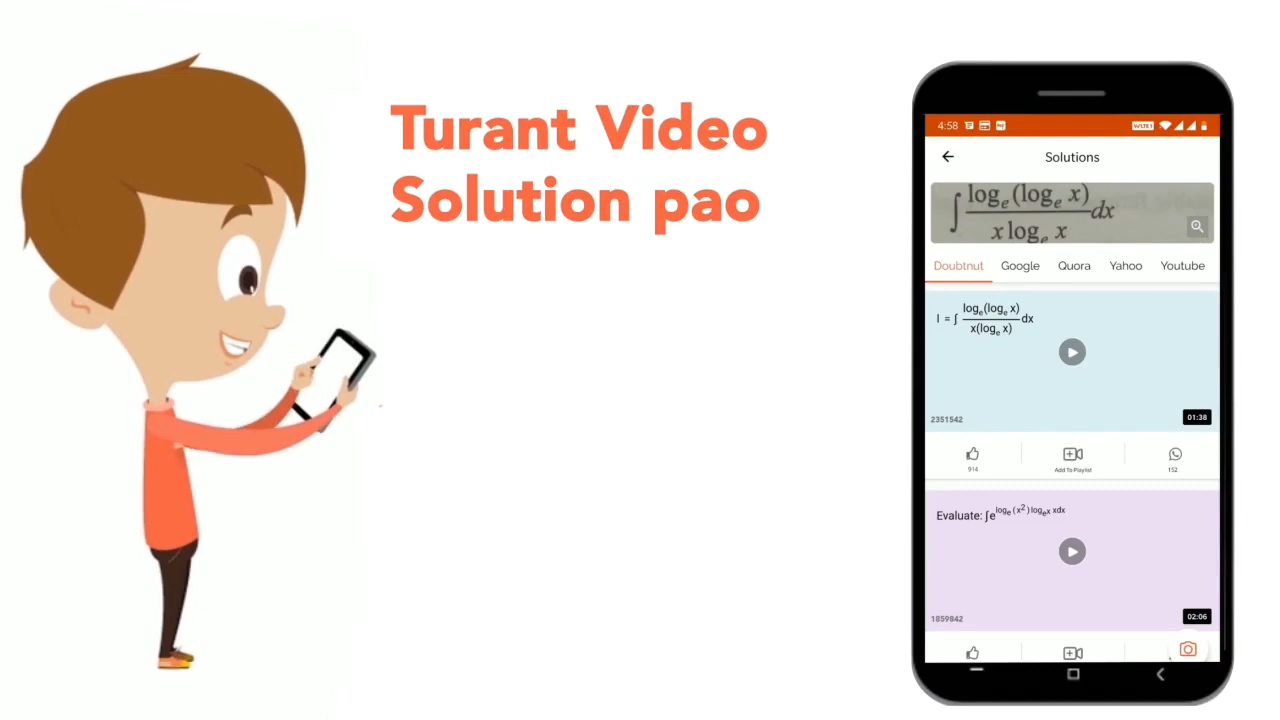 Turant Video
Solution pao
4:58
VoLTE1
Solutions
∫ logₑ(logₑ x) / x logₑ x dx
Doubtnut Google Quora Yahoo Youtube
I = ∫ logₑ(logₑ x) / x(logₑ x) dx
2351542 01:38
914 Add To Playlist 152
Evaluate: ∫e^logₑ(x²)logₑx xdx
1859842 02:06